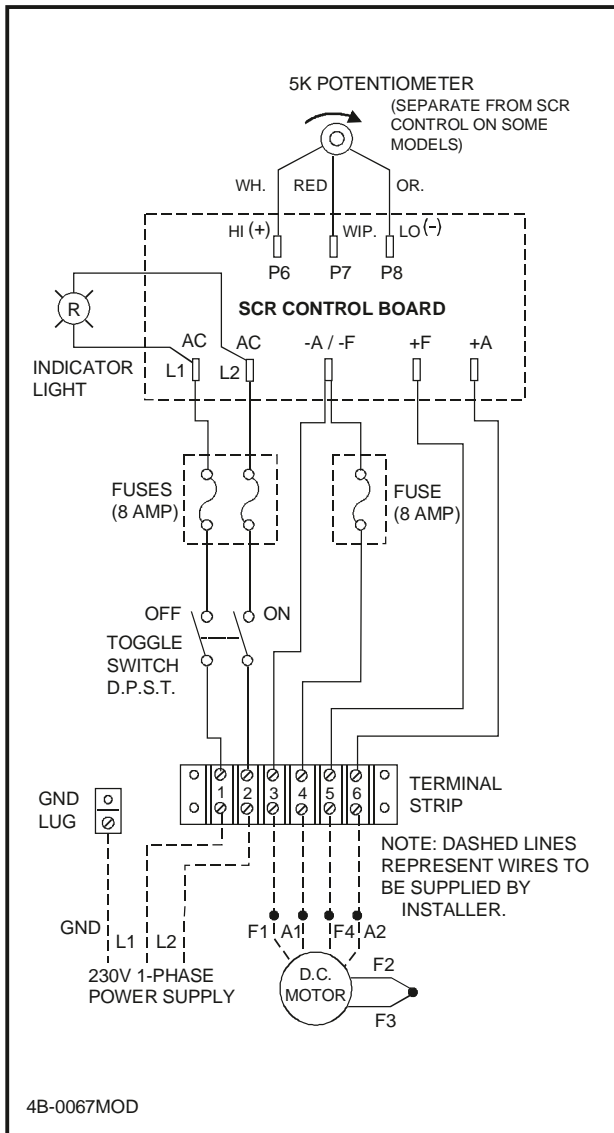 5K POTENTIOMETER
(SEPARATE FROM SCR
CONTROL ON SOME
MODELS)
WH. RED OR.
HI (+) WIP. LO (-)
P6 P7 P8
SCR CONTROL BOARD
R
INDICATOR
LIGHT
AC AC -A / -F +F +A
L1 L2
FUSES
(8 AMP)
FUSE
(8 AMP)
OFF ON
TOGGLE
SWITCH
D.P.S.T.
1 2 3 4 5 6
TERMINAL
STRIP
GND
LUG
NOTE: DASHED LINES
REPRESENT WIRES TO
BE SUPPLIED BY
INSTALLER.
GND L1 L2
F1 A1 F4 A2
230V 1-PHASE
POWER SUPPLY
D.C.
MOTOR
F2
F3
4B-0067MOD